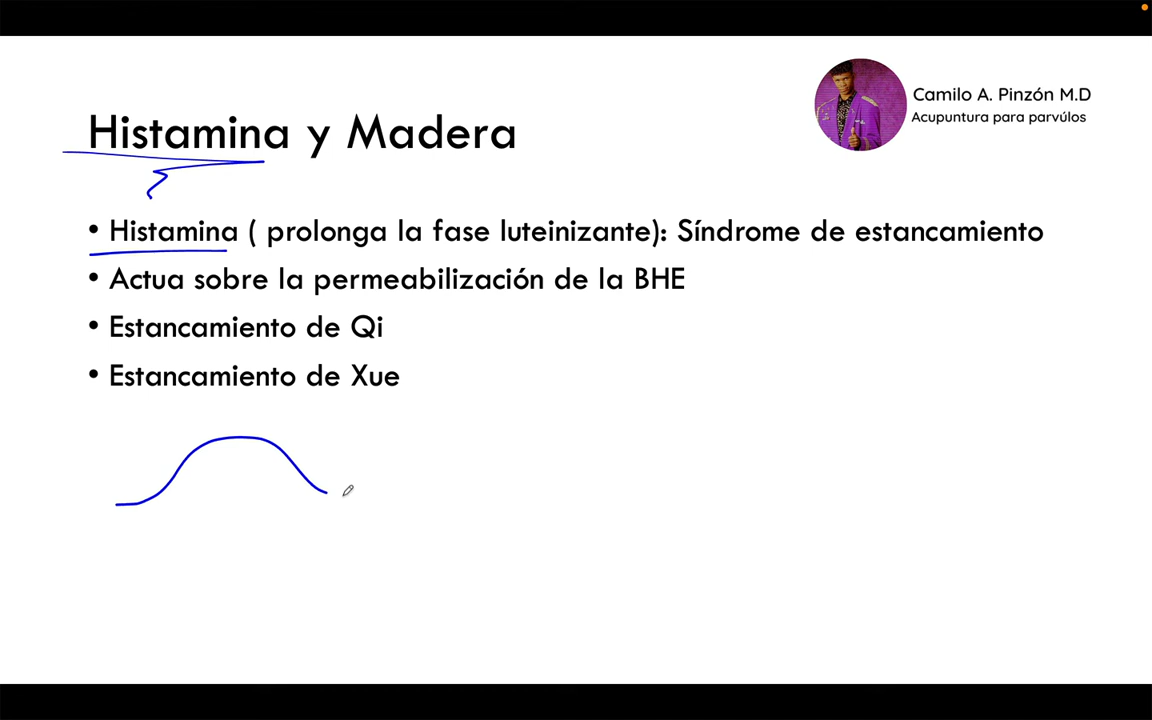 Camilo A. Pinzón M.D
Acupuntura para parvúlos
Histamina y Madera
• Histamina ( prolonga la fase luteinizante): Síndrome de estancamiento
• Actua sobre la permeabilización de la BHE
• Estancamiento de Qi
• Estancamiento de Xue